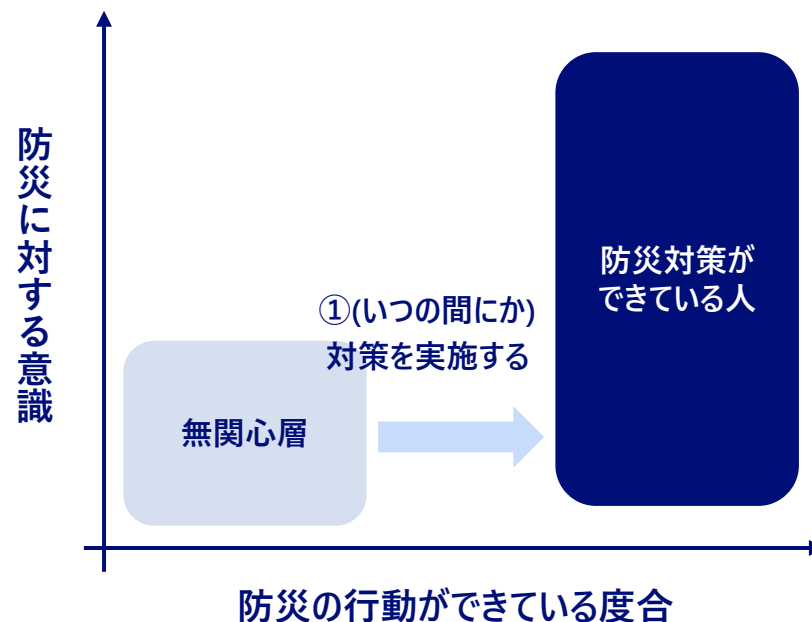 防災に対する意識
防災対策が
できている人
①(いつの間にか)
対策を実施する
無関心層
防災の行動ができている度合